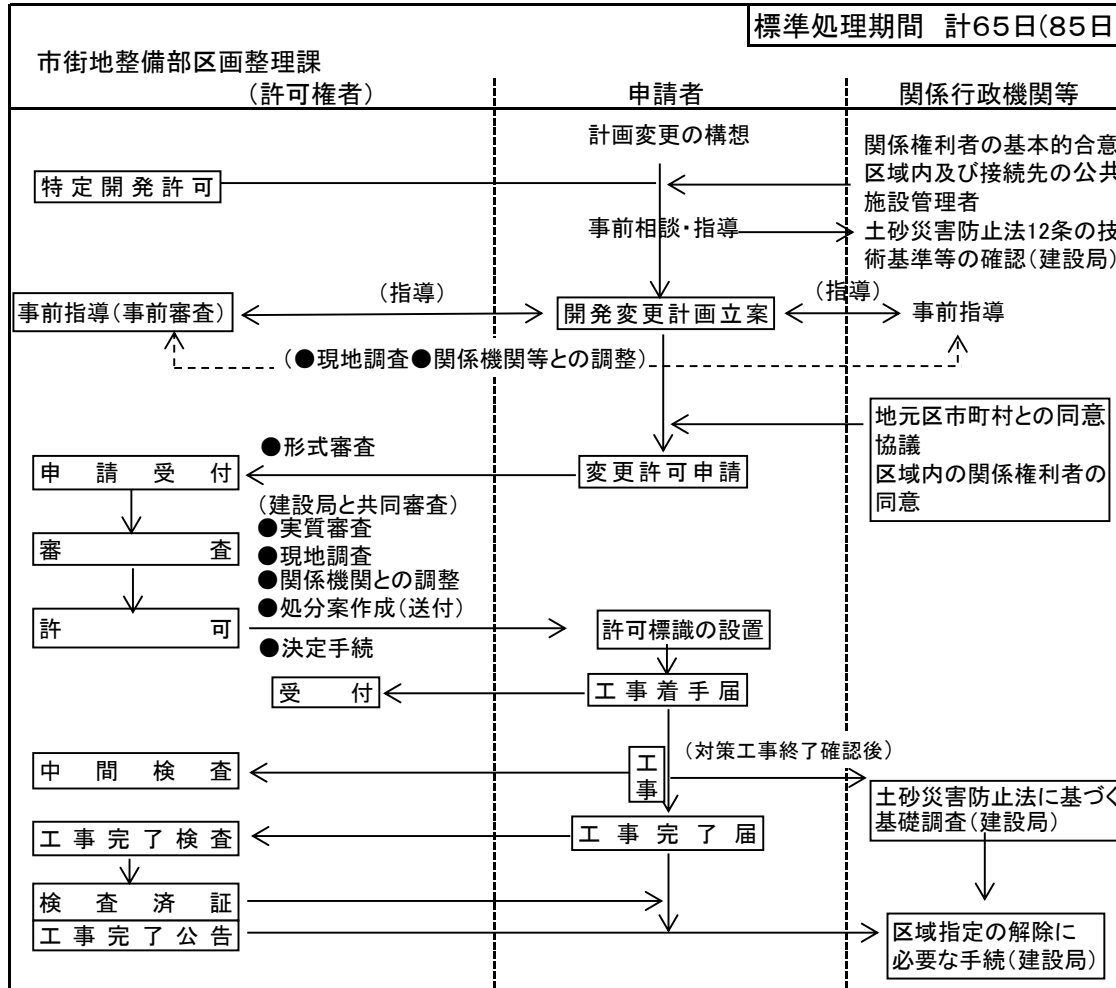 標準処理期間 計65日(85日
市街地整備部区画整理課
(許可権者)
申請者
関係行政機関等
計画変更の構想
関係権利者の基本的合意
区域内及び接続先の公共
施設管理者
土砂災害防止法12条の技
術基準等の確認(建設局)
特定開発許可
事前相談・指導
事前指導(事前審査)
(指導)
開発変更計画立案
(指導)
事前指導
(●現地調査●関係機関等との調整)
地元区市町村との同意
協議
区域内の関係権利者の
同意
●形式審査
申請受付
変更許可申請
(建設局と共同審査)
●実質審査
審査
●現地調査
●関係機関との調整
●処分案作成(送付)
許可
許可標識の設置
●決定手続
受付
工事着手届
(対策工事終了確認後)
中間検査
工事
土砂災害防止法に基づく
基礎調査(建設局)
工事完了検査
工事完了届
検査済証
工事完了公告
区域指定の解除に
必要な手続(建設局)